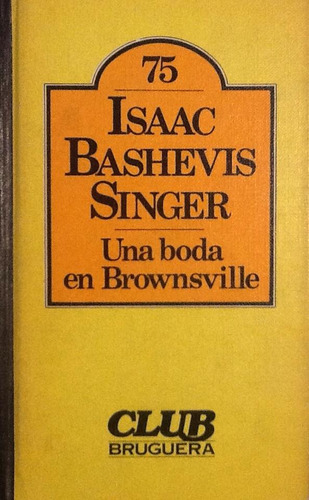 75
ISAAC
BASHEVIS
SINGER
Una boda
en Brownsville
CLUB
BRUGUERA